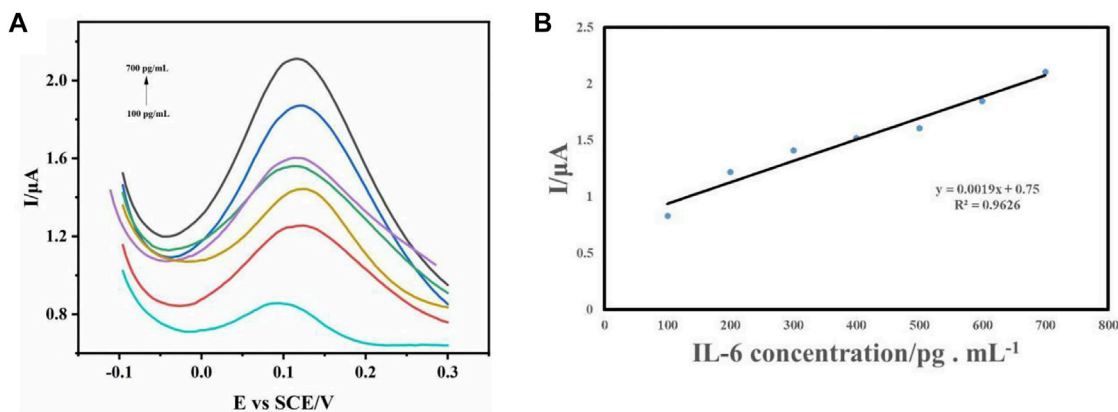 A
700 pg/mL
100 pg/mL
I/μA
2.0
1.6
1.2
0.8
-0.1
0.0
0.1
0.2
0.3
E vs SCE/V
B
I/μA
2.5
2
1.5
1
0.5
0
y = 0.0019x + 0.75
R² = 0.9626
0
100
200
300
400
500
600
700
800
IL-6 concentration/pg . mL⁻¹